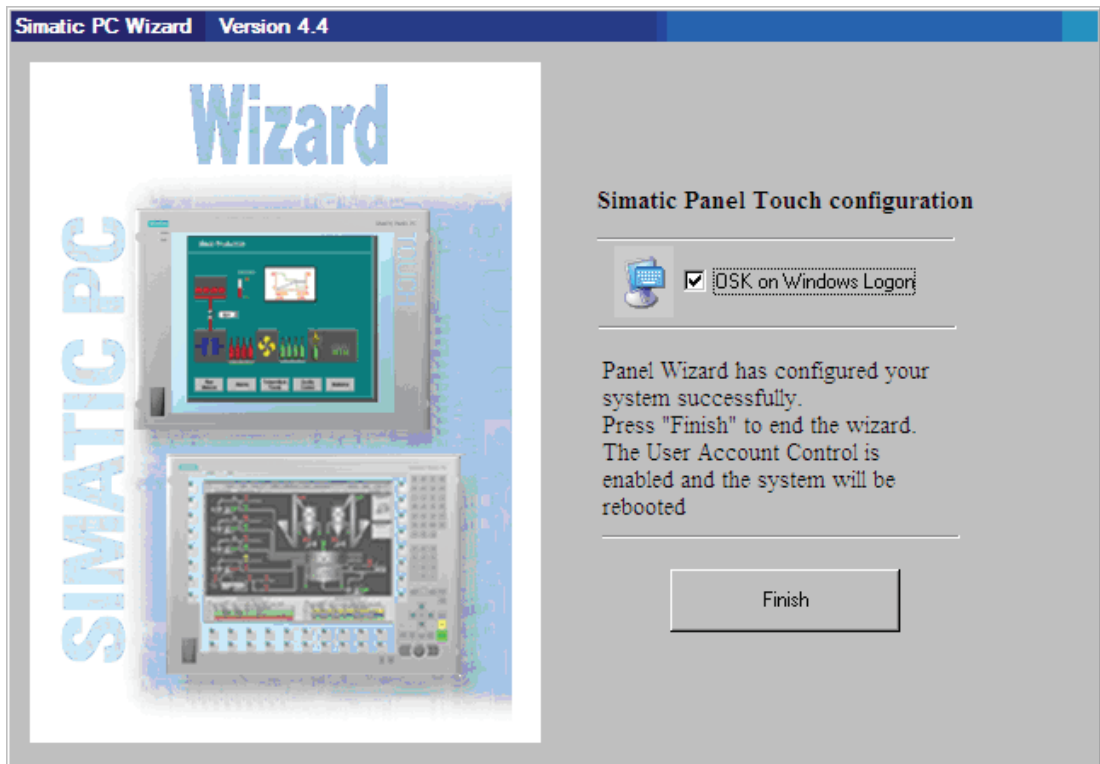 Simatic PC Wizard Version 4.4
Wizard
SIMATIC PC
TOUCH
Simatic Panel Touch configuration
OSK on Windows Logon
Panel Wizard has configured your
system successfully.
Press "Finish" to end the wizard.
The User Account Control is
enabled and the system will be
rebooted
Finish